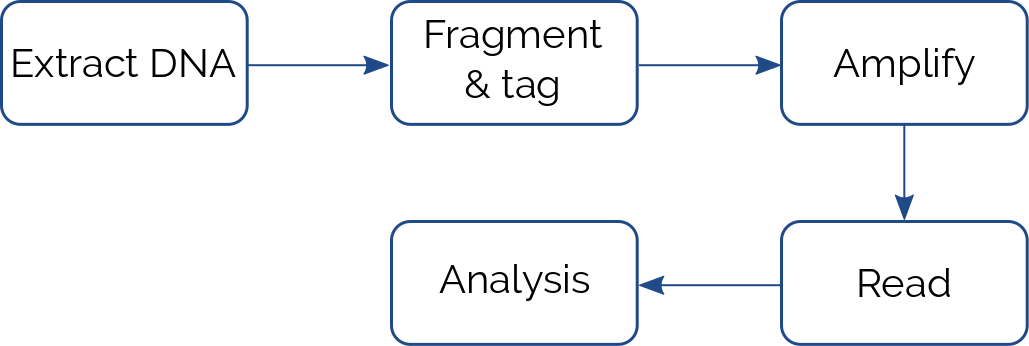 Extract DNA
Fragment
& tag
Amplify
Read
Analysis